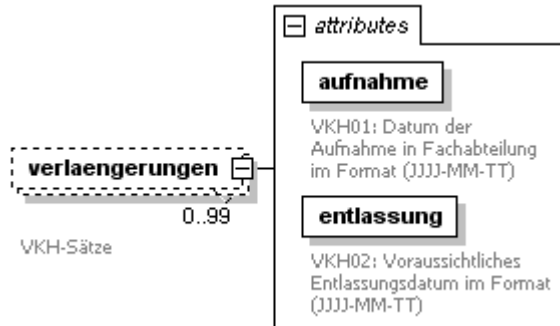 attributes
aufnahme
VKH01: Datum der
Aufnahme in Fachabteilung
im Format (JJJJ-MM-TT)
verlaengerungen
0..99
VKH-Sätze
entlassung
VKH02: Voraussichtliches
Entlassungsdatum im Format
(JJJJ-MM-TT)